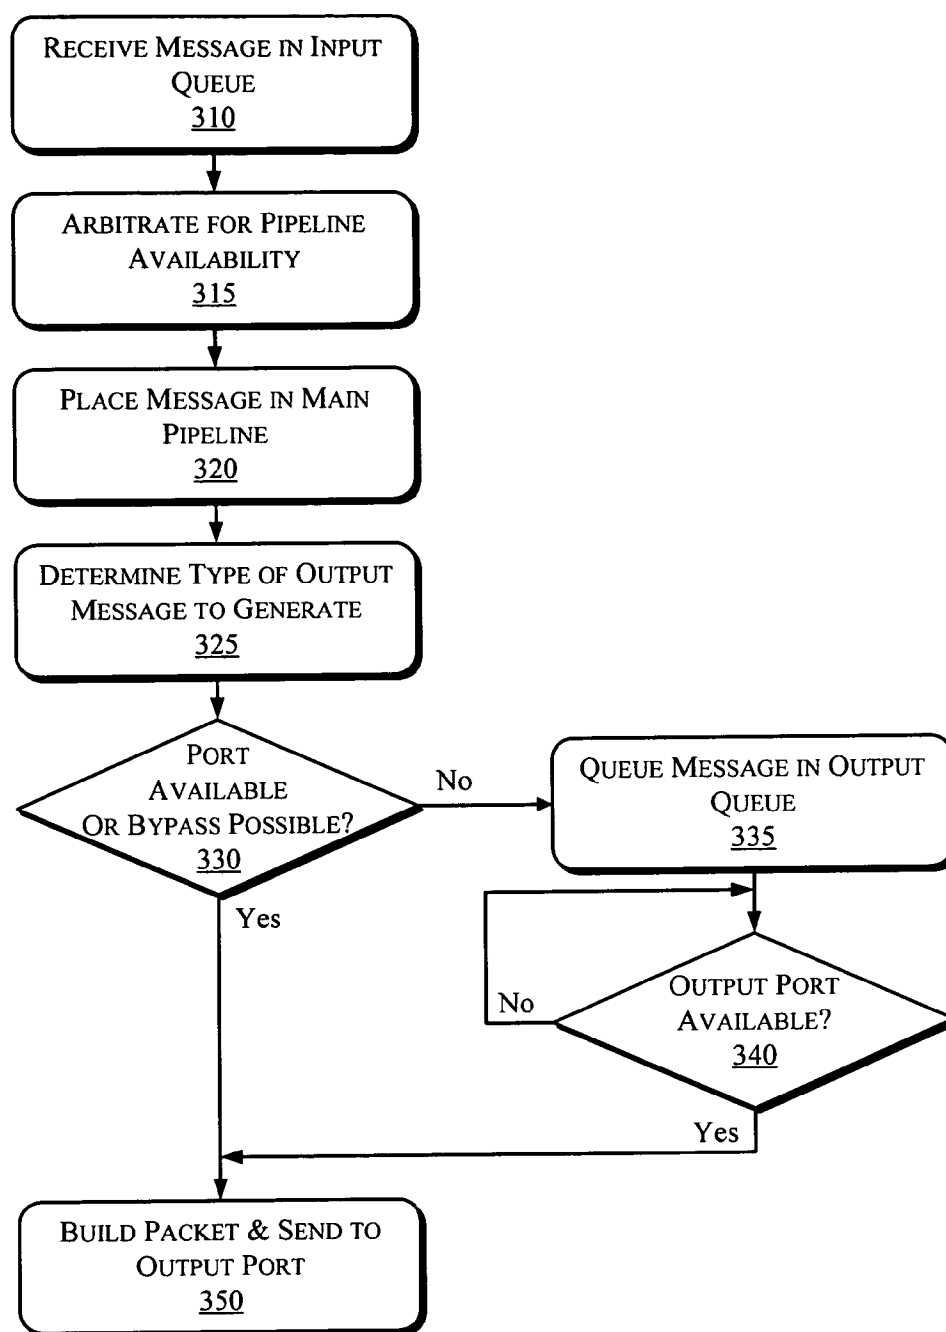 RECEIVE MESSAGE IN INPUT
QUEUE
310
ARBITRATE FOR PIPELINE
AVAILABILITY
315
PLACE MESSAGE IN MAIN
PIPELINE
320
DETERMINE TYPE OF OUTPUT
MESSAGE TO GENERATE
325
PORT
AVAILABLE
OR BYPASS POSSIBLE?
330
No
Yes
QUEUE MESSAGE IN OUTPUT
QUEUE
335
OUTPUT PORT
AVAILABLE?
340
No
Yes
BUILD PACKET & SEND TO
OUTPUT PORT
350